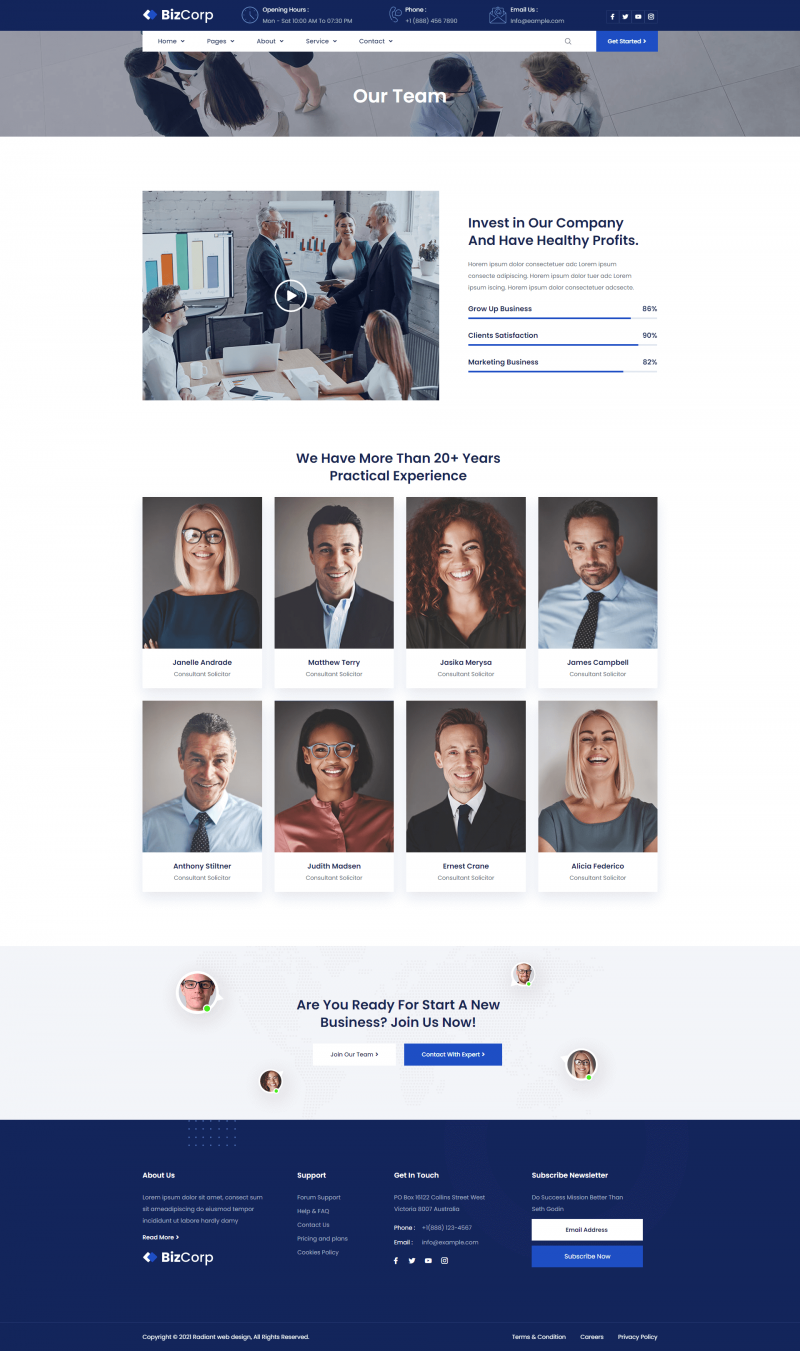 BizCorp
Opening Hours :
Mon - Sat 10:00 AM To 07:30 PM
Phone :
+1 (888) 456 7890
Email Us :
info@eample.com
Home
Pages
About
Service
Contact
Get Started
Our Team
Invest in Our Company
And Have Healthy Profits.
Horem ipsum dolor consectetuer adc Lorem ipsum
consecte adipiscing. Horem ipsum dolor tuer adc Lorem
ipsum iscing. Horem ipsum dolor consectetuer adcsecte.
Grow Up Business 86%
Clients Satisfaction 90%
Marketing Business 82%
We Have More Than 20+ Years
Practical Experience
Janelle Andrade
Consultant Solicitor
Matthew Terry
Consultant Solicitor
Jasika Merysa
Consultant Solicitor
James Campbell
Consultant Solicitor
Anthony Stiltner
Consultant Solicitor
Judith Madsen
Consultant Solicitor
Ernest Crane
Consultant Solicitor
Alicia Federico
Consultant Solicitor
Are You Ready For Start A New
Business? Join Us Now!
Join Our Team
Contact With Expert
About Us
Lorem ipsum dolor sit amet, consect sum
sit ameadipiscing do eiusmod tempor
incididunt ut labore hardly damy
Read More
BizCorp
Support
Forum Support
Help & FAQ
Contact Us
Pricing and plans
Cookies Policy
Get In Touch
PO Box 16122 Collins Street West
Victoria 8007 Australia
Phone : +1(888) 123-4567
Email : info@example.com
Subscribe Newsletter
Do Success Mission Better Than
Seth Godin
Email Address
Subscribe Now
Copyright © 2021 Radiant web design, All Rights Reserved.
Terms & Condition
Careers
Privacy Policy